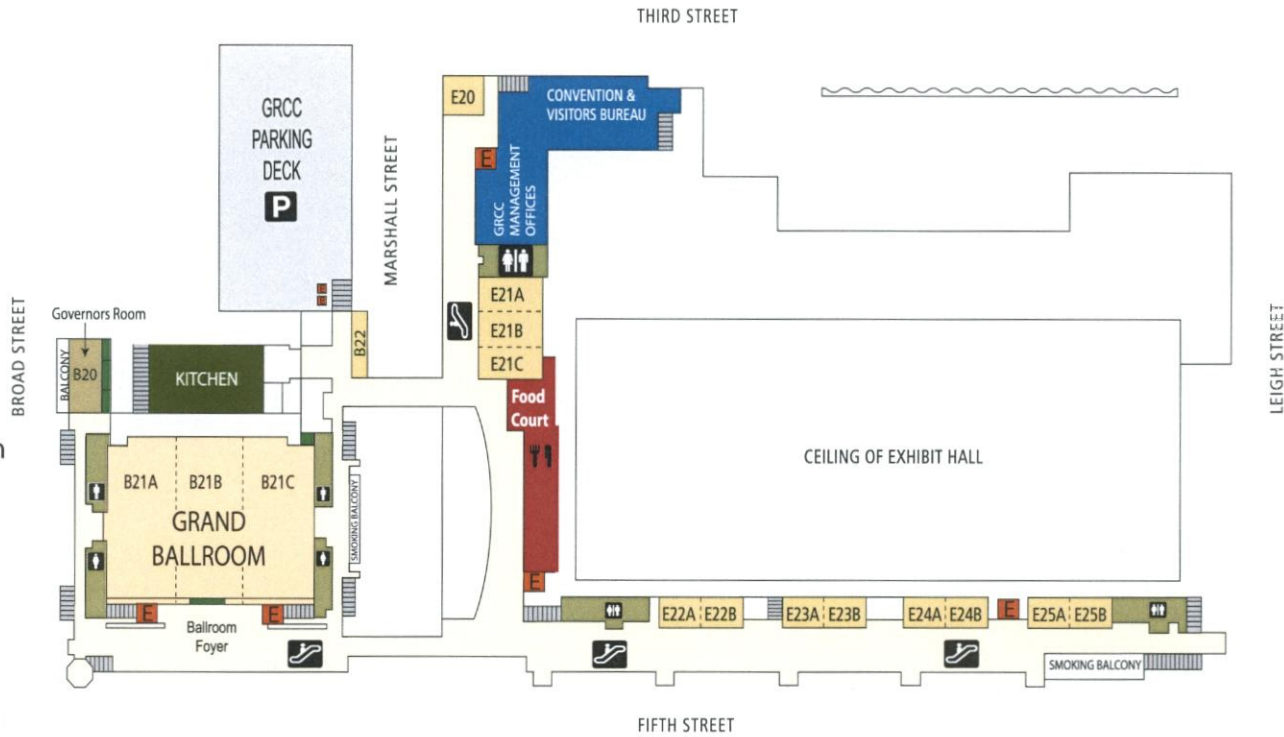 THIRD STREET
GRCC
PARKING
DECK
P
MARSHALL STREET
E20
CONVENTION &
VISITORS BUREAU
E
GRCC
MANAGEMENT
OFFICES
E21A
E21B
E21C
Food
Court
BROAD STREET
Governors Room
BALCONY
B20
KITCHEN
E
E
B22
LEIGH STREET
CEILING OF EXHIBIT HALL
B21A
B21B
B21C
GRAND
BALLROOM
SMOKING BALCONY
E
E
Ballroom
Foyer
E
E22A
E22B
E23A
E23B
E24A
E24B
E
E25A
E25B
SMOKING BALCONY
FIFTH STREET